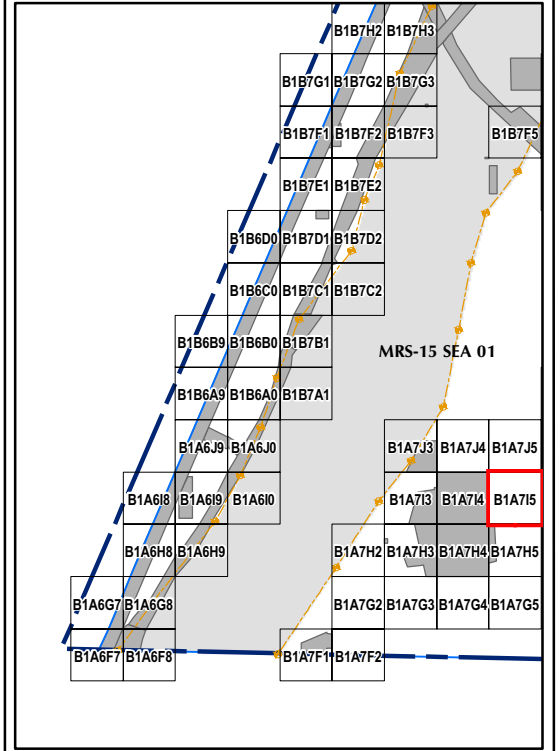 B1B7H2 B1B7H3
B1B7G1 B1B7G2 B1B7G3
B1B7F1 B1B7F2 B1B7F3 B1B7F5
B1B7E1 B1B7E2
B1B6D0 B1B7D1 B1B7D2
B1B6C0 B1B7C1 B1B7C2
B1B6B9 B1B6B0 B1B7B1
MRS-15 SEA 01
B1B6A9 B1B6A0 B1B7A1
B1A6J9 B1A6J0 B1A7J3 B1A7J4 B1A7J5
B1A6I8 B1A6I9 B1A6I0 B1A7I3 B1A7I4 B1A7I5
B1A6H8 B1A6H9 B1A7H2 B1A7H3 B1A7H4 B1A7H5
B1A6G7 B1A6G8 B1A7G2 B1A7G3 B1A7G4 B1A7G5
B1A6F7 B1A6F8 B1A7F1 B1A7F2